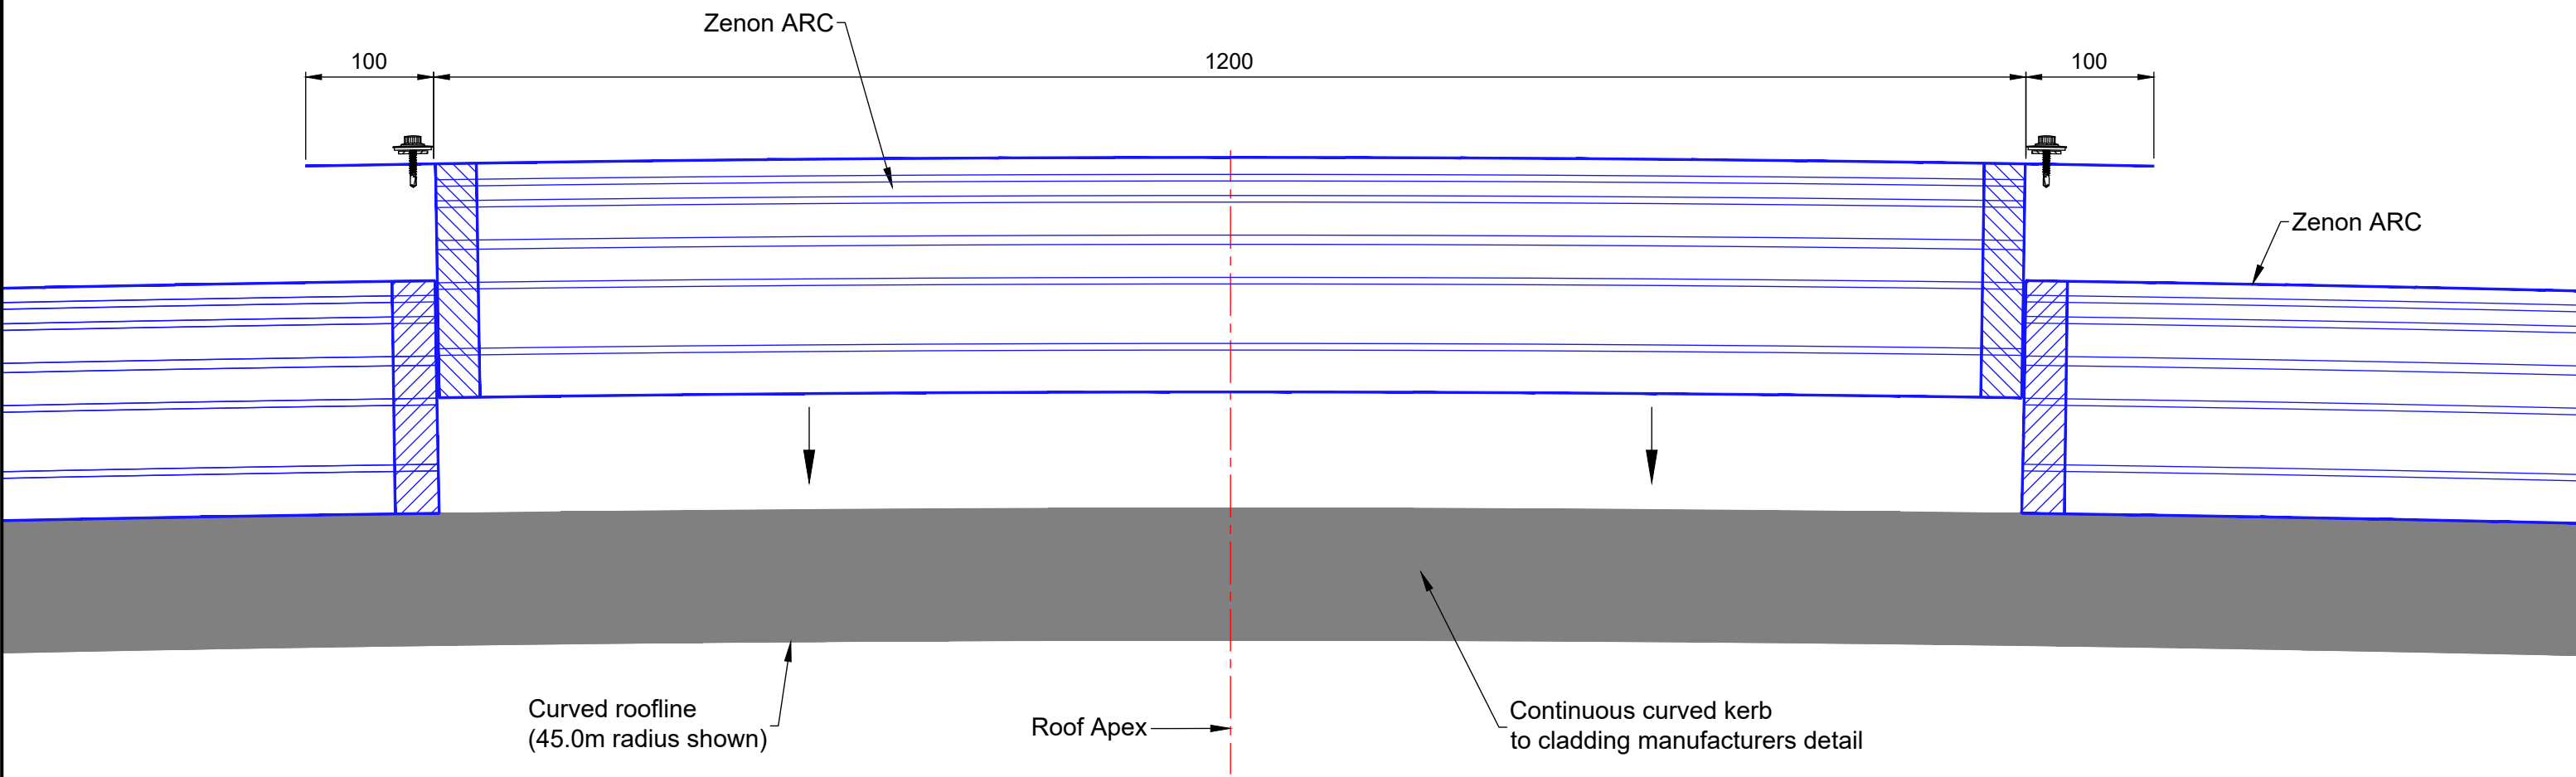 Zenon ARC
100
1200
100
Zenon ARC
Curved roofline
(45.0m radius shown)
Roof Apex
Continuous curved kerb
to cladding manufacturers detail